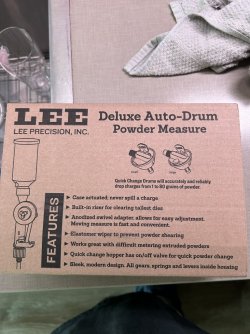 LEE
LEE PRECISION, INC.
Deluxe Auto-Drum
Powder Measure
Quick Change Drums will accurately and reliably
drop charges from 1 to 80 grains of powder.
FEATURES
Case actuated; never spill a charge
Built-in riser for clearing tallest dies
Anodized swivel adapter, allows for easy adjustment.
Moving measure is fast and convenient.
Elastomer wiper to prevent powder shearing
Works great with difficult metering extruded powders
Quick change hopper has on/off valve for quick powder change
Sleek, modern design. All gears, springs and levers inside housing